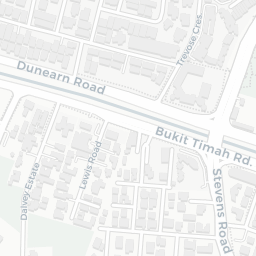 Trevose Cres
Dunearn Road
Bukit Timah Rd.
Lewis Road
Dalvey Estate
Stevens Road